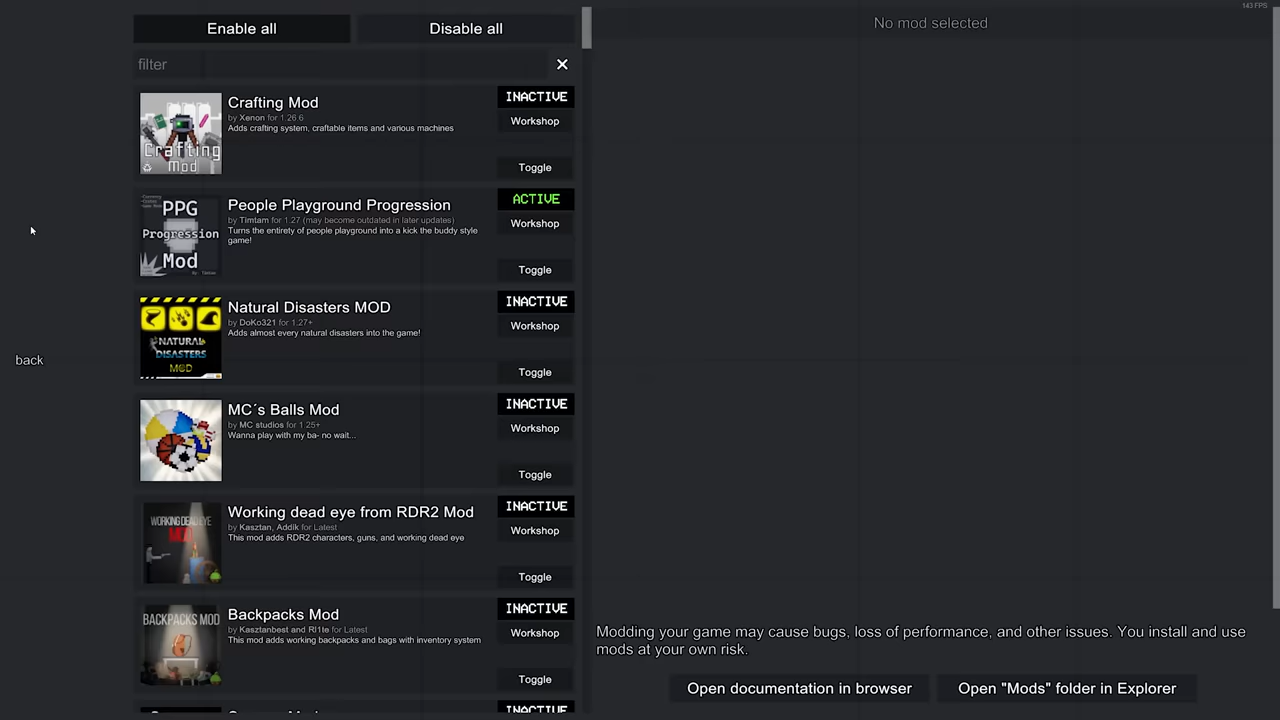 143 FPS
Enable all
Disable all
No mod selected
filter
Crafting Mod
by Xenon for 1.26 6
Adds crafting system, craftable items and various machines
INACTIVE
Workshop
Toggle
Crafting
Mod
People Playground Progression
by Timtam for 1.27 (may become outdated in later updates)
Turns the entirety of people playground into a kick the buddy style
game!
ACTIVE
Workshop
Toggle
PPG
Progression
Mod
Natural Disasters MOD
by DoKo321 for 1.27+
Adds almost every natural disasters into the game!
INACTIVE
Workshop
Toggle
NATURAL
DISASTERS
MOD
back
MC´s Balls Mod
by MC studios for 1.25+
Wanna play with my ba- no wait...
INACTIVE
Workshop
Toggle
Working dead eye from RDR2 Mod
by Kasztan, Addik for Latest
This mod adds RDR2 characters, guns, and working dead eye
INACTIVE
Workshop
Toggle
WORKING DEAD EYE
MOD
Backpacks Mod
by Kasztanbest and Rl1te for Latest
This mod adds working backpacks and bags with inventory system
INACTIVE
Workshop
Toggle
BACKPACKS MOD
INACTIVE
Modding your game may cause bugs, loss of performance, and other issues. You install and use
mods at your own risk.
Open documentation in browser
Open "Mods" folder in Explorer